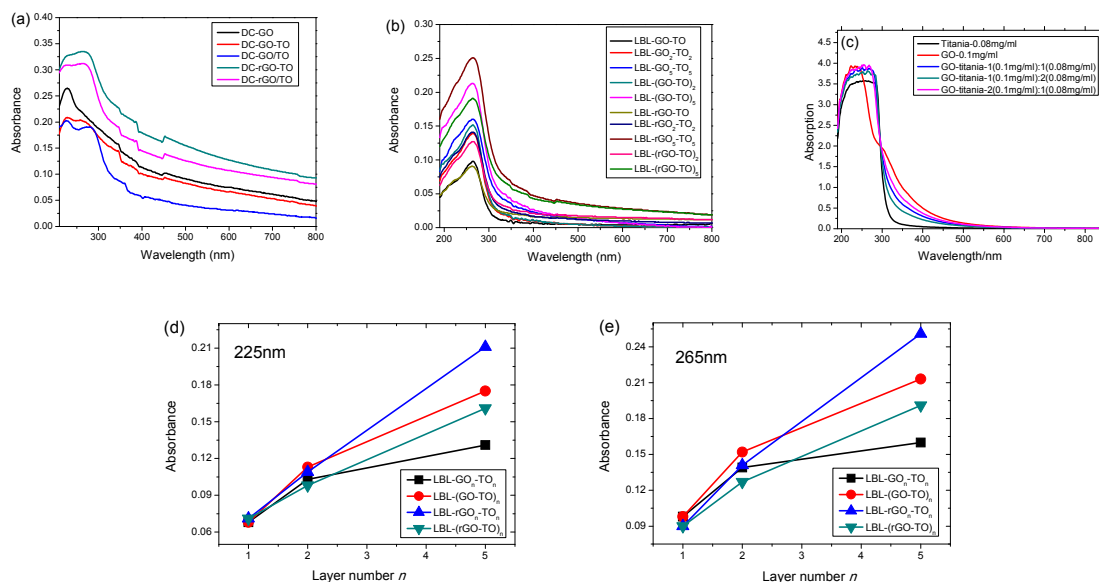 (a)
DC-GO
DC-GO-TO
DC-GO/TO
DC-rGO-TO
DC-rGO/TO
0.40
0.35
0.30
0.25
0.20
0.15
0.10
0.05
0.00
Absorbance
300 400 500 600 700 800
Wavelength (nm)
(b)
LBL-GO-TO
LBL-GO₂-TO₂
LBL-GO₅-TO₅
LBL-(GO-TO)₂
LBL-(GO-TO)₅
LBL-rGO-TO
LBL-rGO₂-TO₂
LBL-rGO₅-TO₅
LBL-(rGO-TO)₂
LBL-(rGO-TO)₅
0.30
0.25
0.20
0.15
0.10
0.05
0.00
Absorbance
200 300 400 500 600 700 800
Wavelength (nm)
(c)
Titania-0.08mg/ml
GO-0.1mg/ml
GO-titania-1(0.1mg/ml):1(0.08mg/ml)
GO-titania-1(0.1mg/ml):2(0.08mg/ml)
GO-titania-2(0.1mg/ml):1(0.08mg/ml)
5.0
4.5
4.0
3.5
3.0
2.5
2.0
1.5
1.0
0.5
0.0
Absorption
200 300 400 500 600 700 800
Wavelength/nm
(d)
225nm
0.21
0.18
0.15
0.12
0.09
0.06
Absorbance
LBL-GOₙ-TOₙ
LBL-(GO-TO)ₙ
LBL-rGOₙ-TOₙ
LBL-(rGO-TO)ₙ
1 2 3 4 5
Layer number n
(e)
265nm
0.24
0.21
0.18
0.15
0.12
0.09
Absorbance
LBL-GOₙ-TOₙ
LBL-(GO-TO)ₙ
LBL-rGOₙ-TOₙ
LBL-(rGO-TO)ₙ
1 2 3 4 5
Layer number n